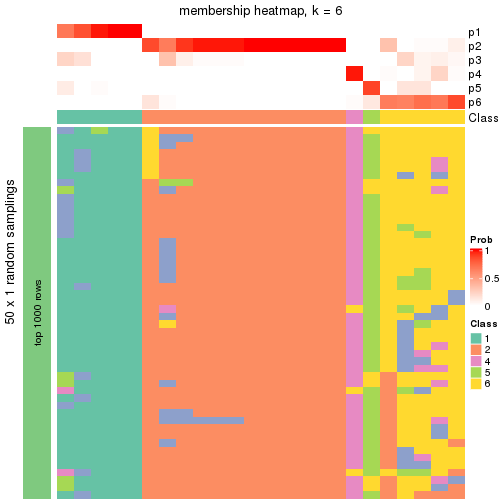 membership heatmap, k = 6
p1
p2
p3
p4
p5
p6
Class
50 x 1 random samplings
top 1000 rows
Prob
1
0.5
0
Class
1
2
4
5
6